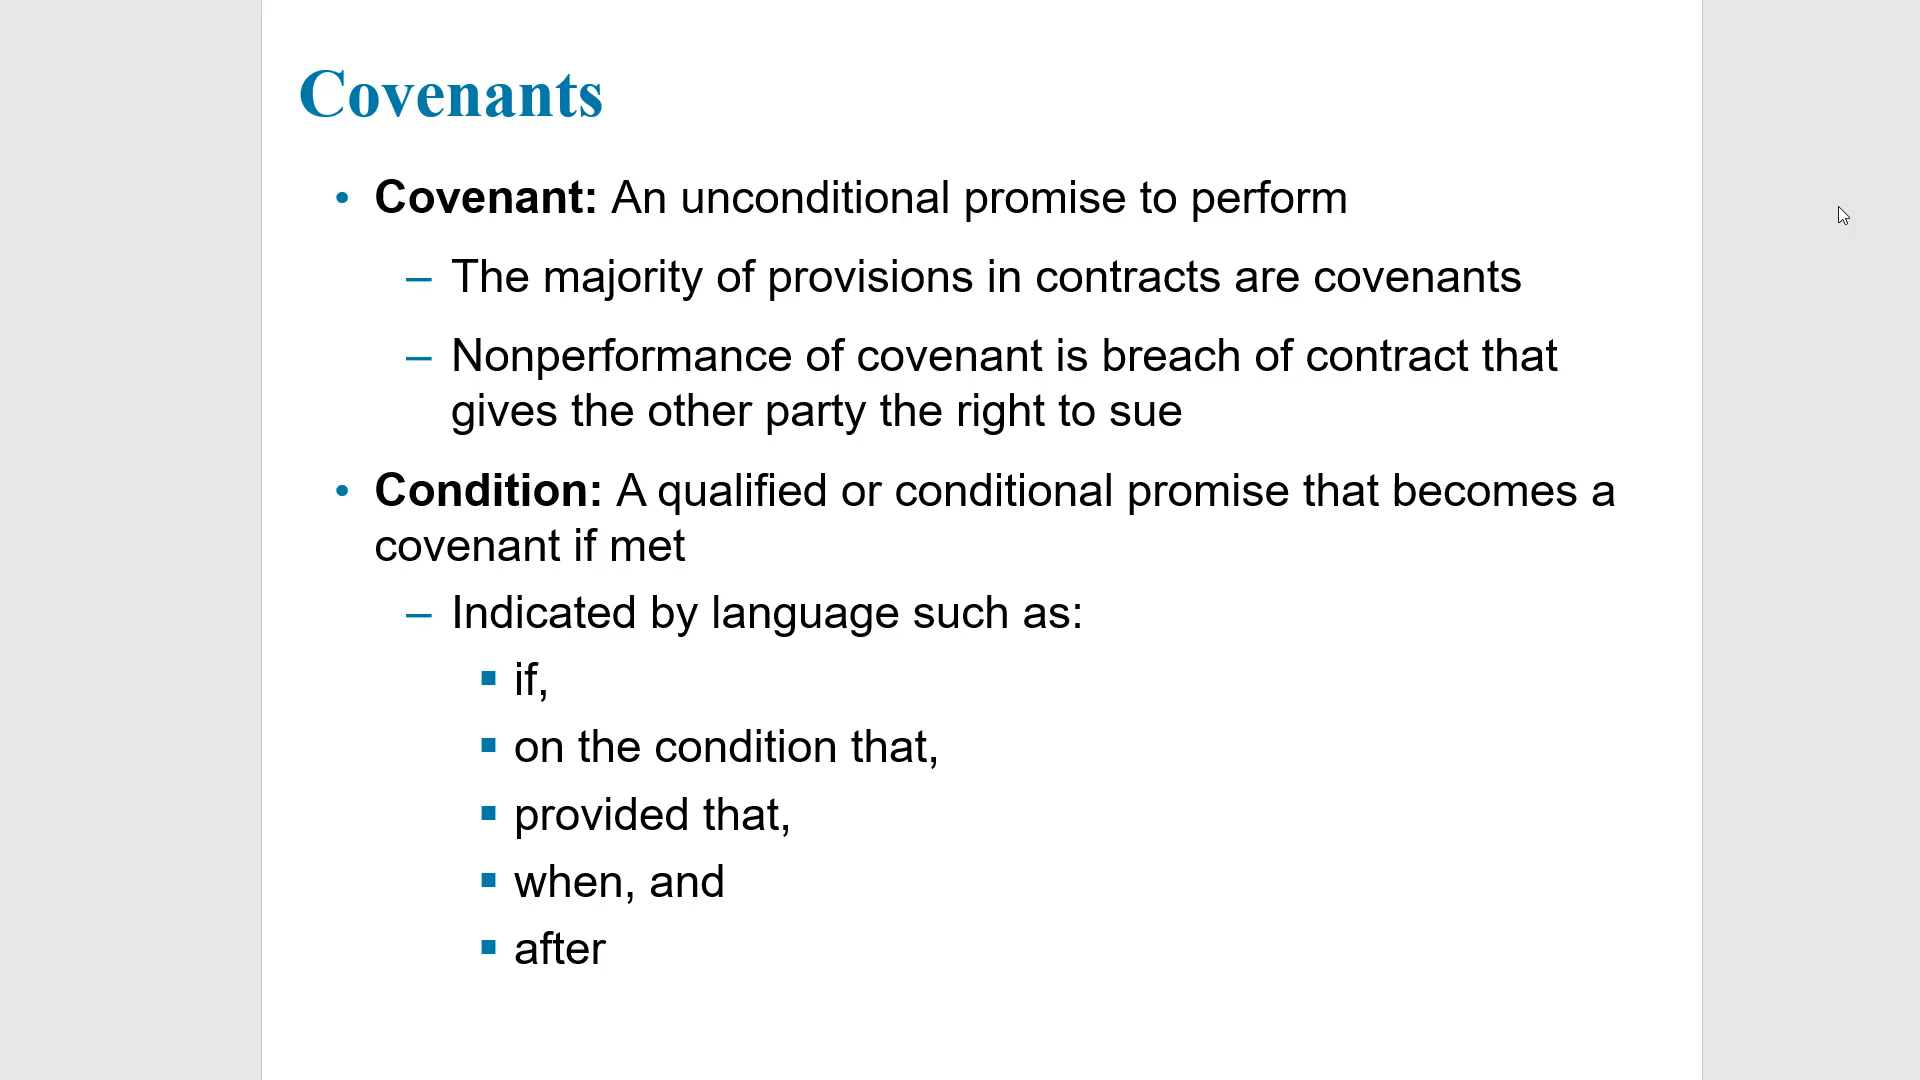 Covenants
• Covenant: An unconditional promise to perform
– The majority of provisions in contracts are covenants
– Nonperformance of covenant is breach of contract that
gives the other party the right to sue
• Condition: A qualified or conditional promise that becomes a
covenant if met
– Indicated by language such as:
▪ if,
▪ on the condition that,
▪ provided that,
▪ when, and
▪ after